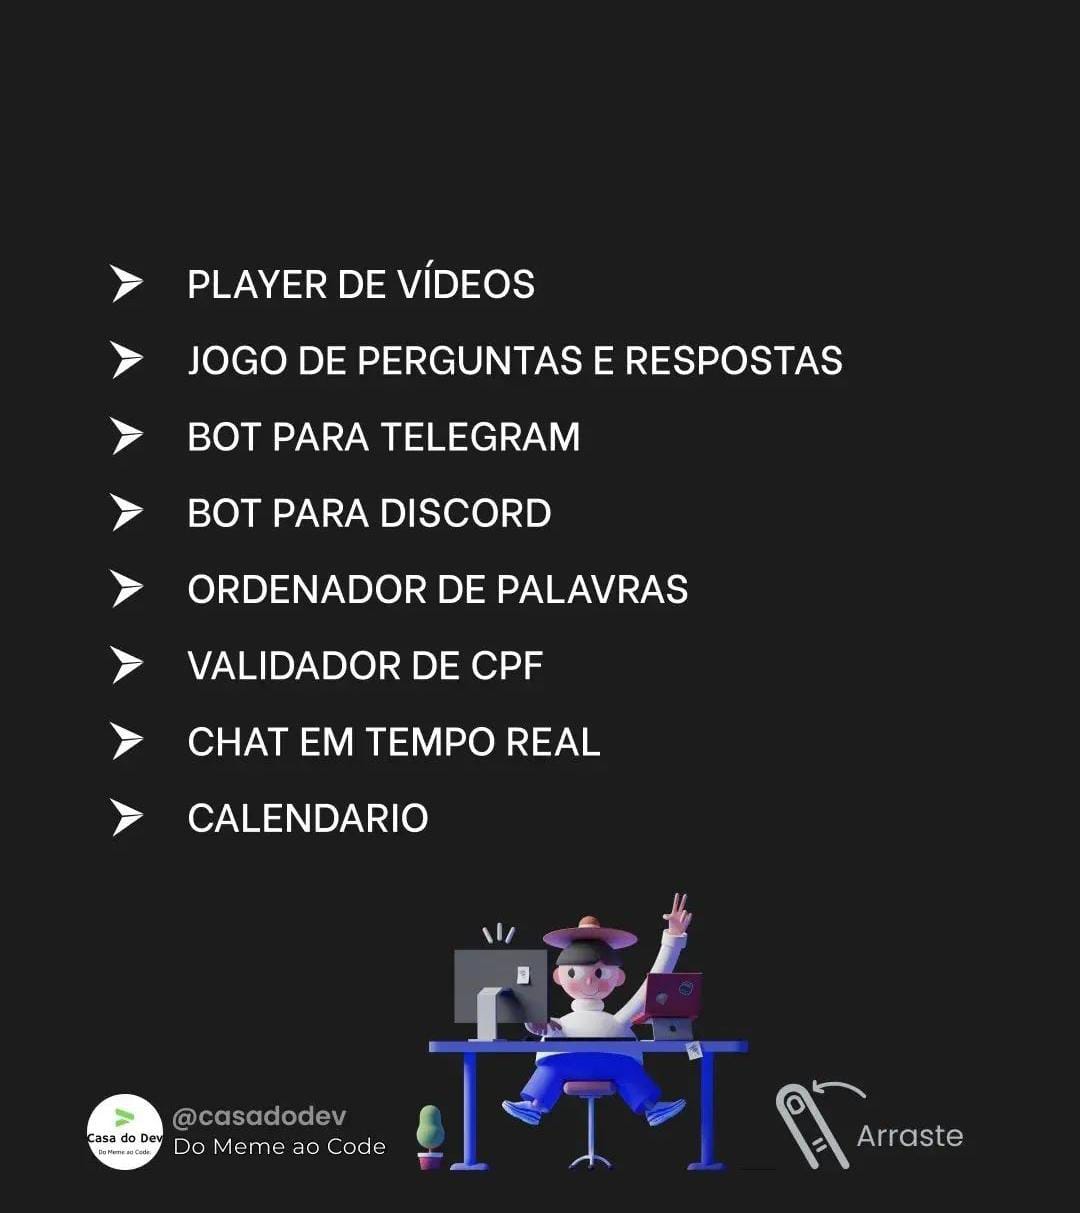 PLAYER DE VÍDEOS
JOGO DE PERGUNTAS E RESPOSTAS
BOT PARA TELEGRAM
BOT PARA DISCORD
ORDENADOR DE PALAVRAS
VALIDADOR DE CPF
CHAT EM TEMPO REAL
CALENDARIO
Casa do Dev
Do Meme ao Code.
@casadodev
Do Meme ao Code
Arraste